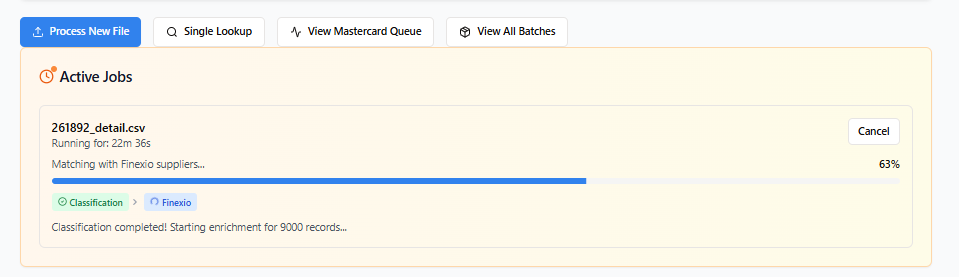 Process New File Single Lookup View Mastercard Queue View All Batches
Active Jobs
261892_detail.csv Cancel
Running for: 22m 36s
Matching with Finexio suppliers... 63%
Classification Finexio
Classification completed! Starting enrichment for 9000 records...